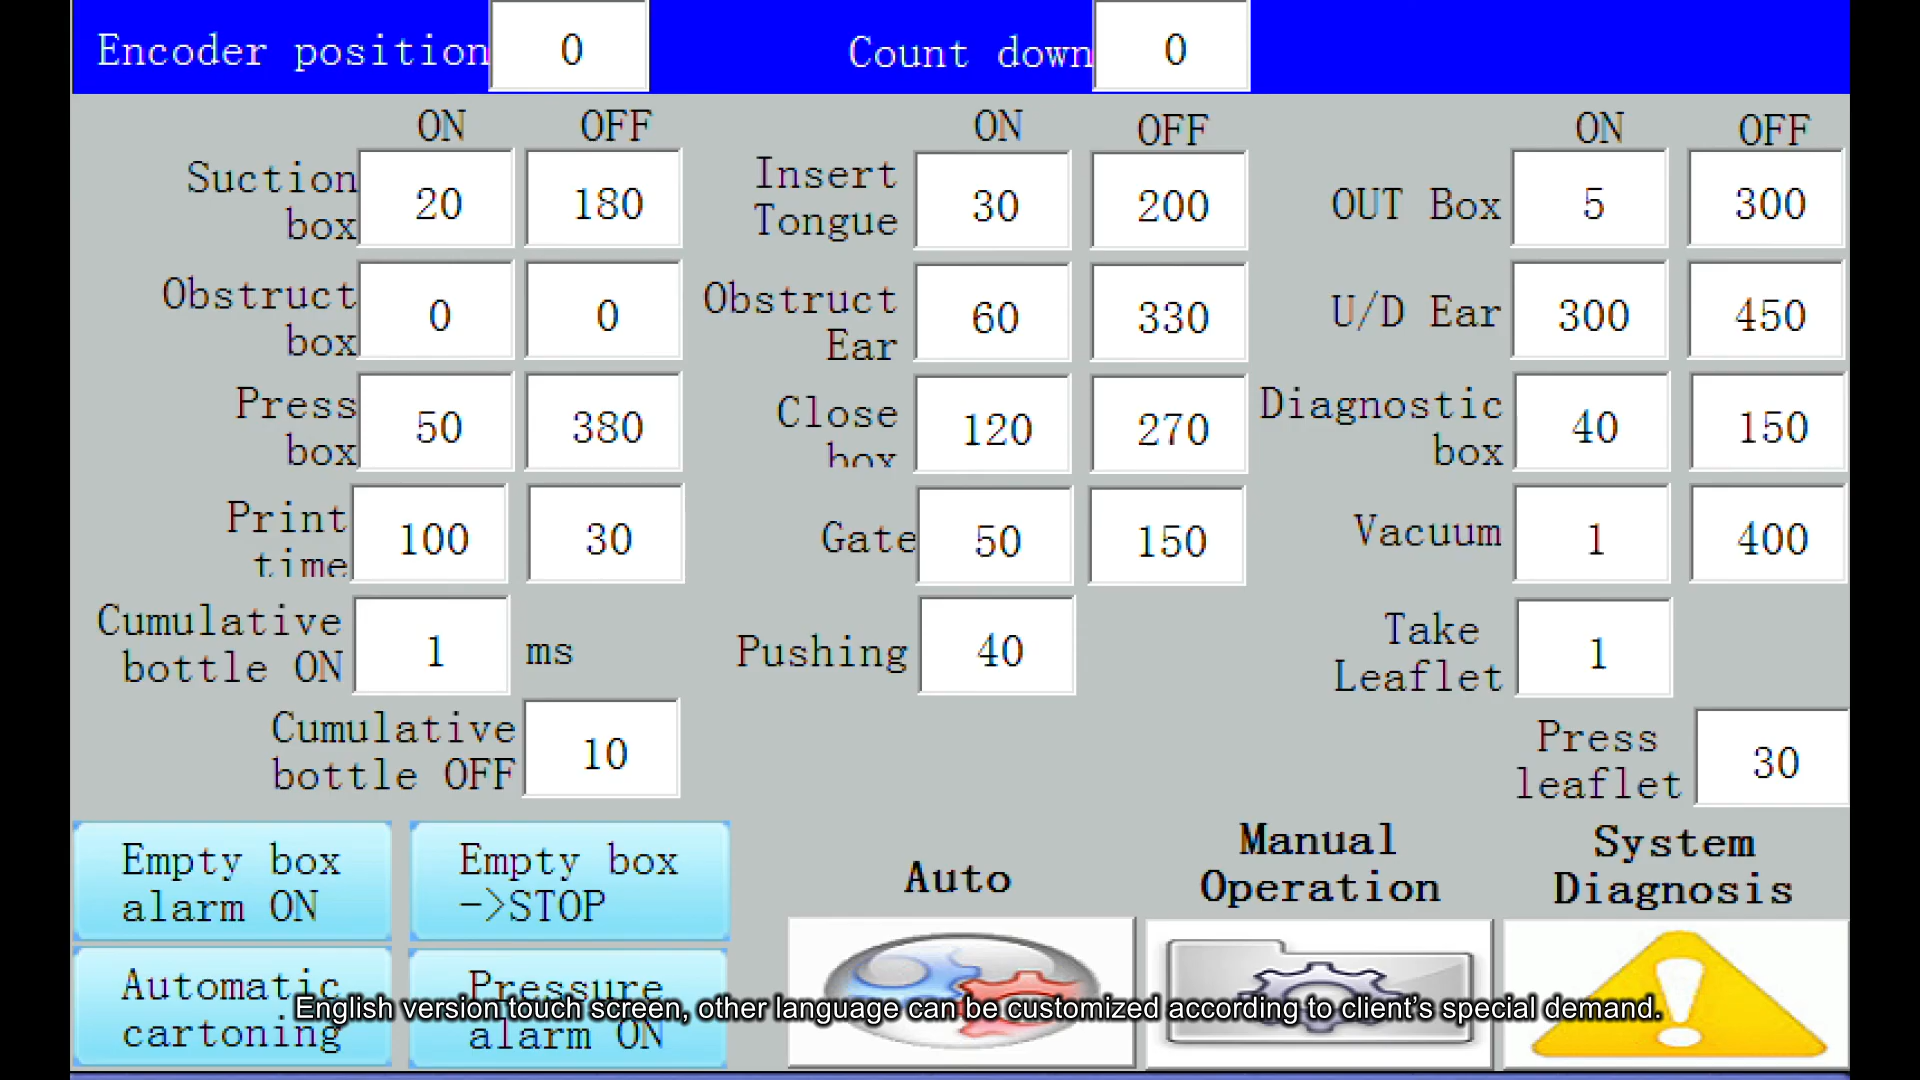 Encoder position 0 Count down 0
ON OFF ON OFF ON OFF
Suction box 20 180
Insert Tongue 30 200
OUT Box 5 300
Obstruct box 0 0
Obstruct Ear 60 330
U/D Ear 300 450
Press box 50 380
Close box 120 270
Diagnostic box 40 150
Print time 100 30
Gate 50 150
Vacuum 1 400
Cumulative bottle ON 1 ms
Pushing 40
Take Leaflet 1
Cumulative bottle OFF 10
Press leaflet 30
Empty box
alarm ON
Empty box
->STOP
Auto
Manual
Operation
System
Diagnosis
Automatic
cartoning
Pressure
alarm ON
English version touch screen, other language can be customized according to client's special demand.